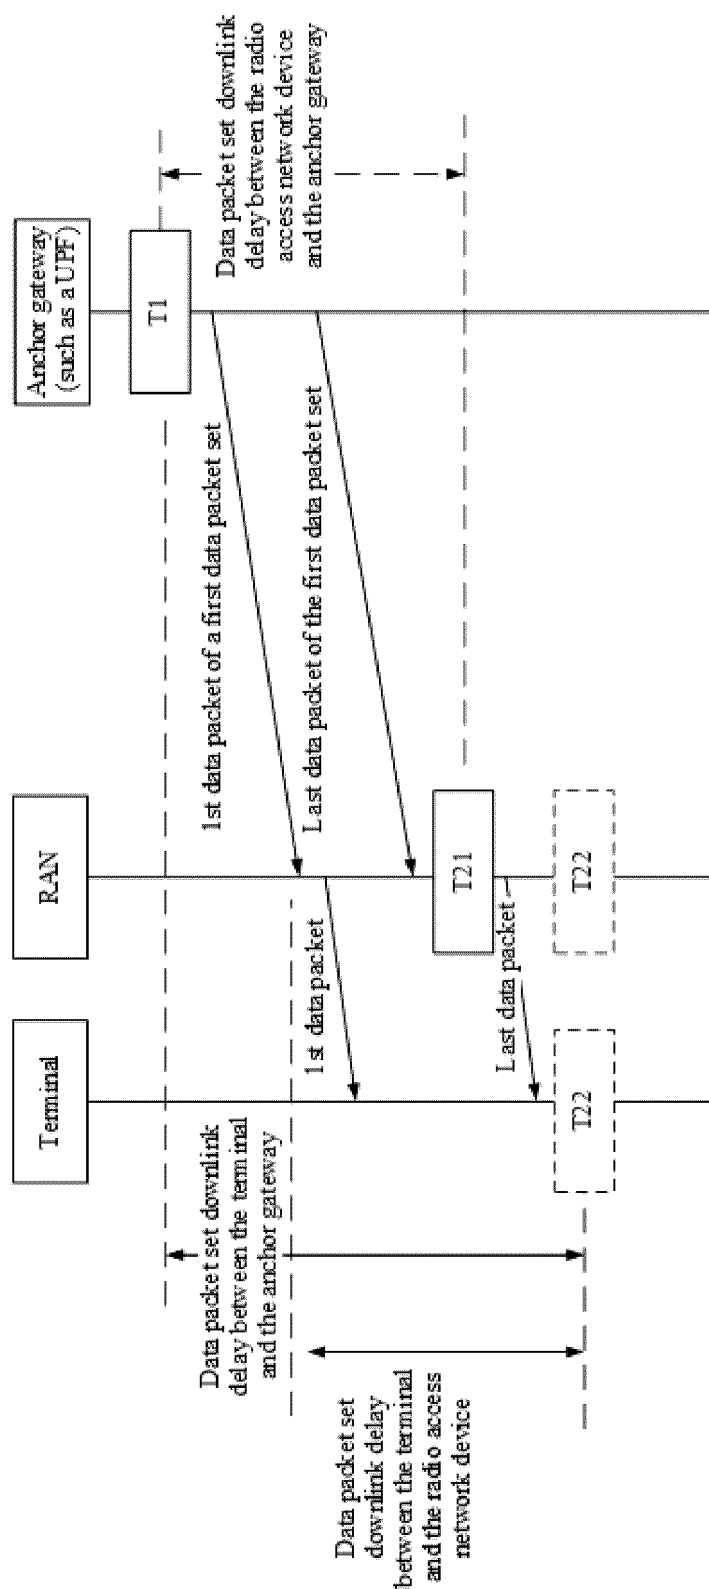 Terminal
RAN
Anchor gateway
(such as a UPF)
T1
Data packet set downlink
delay between the radio
access network device
and the anchor gateway
1st data packet of a first data packet set
Last data packet of the first data packet set
1st data packet
T21
Last data packet
T22
T22
Data packet set downlink
delay between the terminal
and the anchor gateway
Data packet set
downlink delay
between the terminal
and the radio access
network device